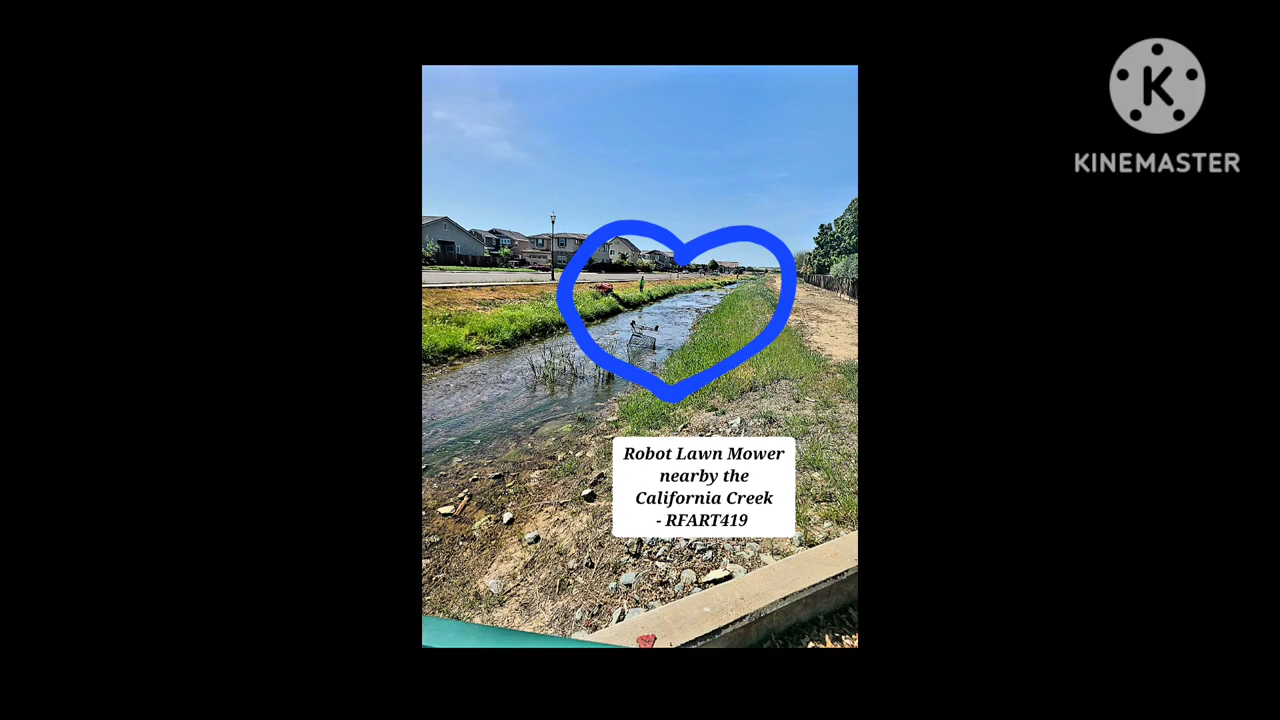 K
KINEMASTER
Robot Lawn Mower
nearby the
California Creek
- RFART419